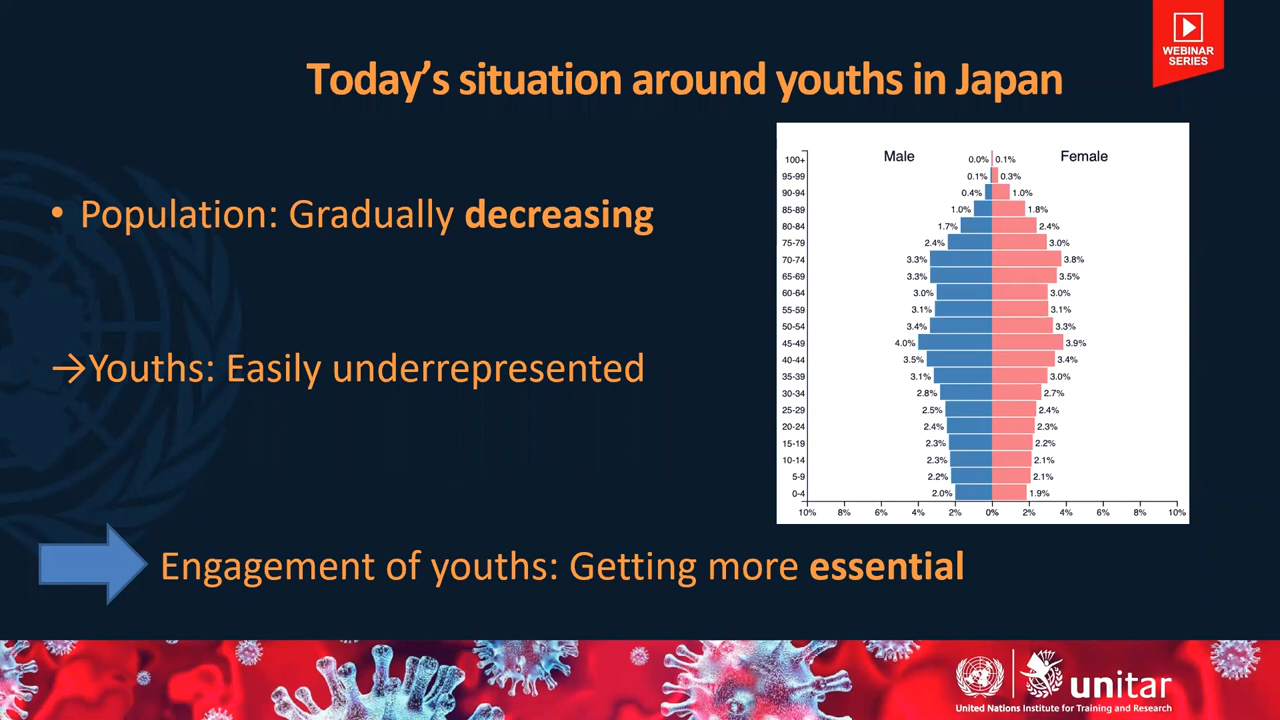 WEBINAR
SERIES
Today's situation around youths in Japan
• Population: Gradually decreasing
→Youths: Easily underrepresented
Engagement of youths: Getting more essential
Male Female
100+ 0.0% 0.1%
95-99 0.1% 0.3%
90-94 0.4% 1.0%
85-89 1.0% 1.8%
80-84 1.7% 2.4%
75-79 2.4% 3.0%
70-74 3.3% 3.8%
65-69 3.3% 3.5%
60-64 3.0% 3.0%
55-59 3.1% 3.1%
50-54 3.4% 3.3%
45-49 4.0% 3.9%
40-44 3.5% 3.4%
35-39 3.1% 3.0%
30-34 2.8% 2.7%
25-29 2.5% 2.4%
20-24 2.4% 2.3%
15-19 2.3% 2.2%
10-14 2.3% 2.1%
5-9 2.2% 2.1%
0-4 2.0% 1.9%
10% 8% 6% 4% 2% 0% 2% 4% 6% 8% 10%
unitar
United Nations Institute for Training and Research